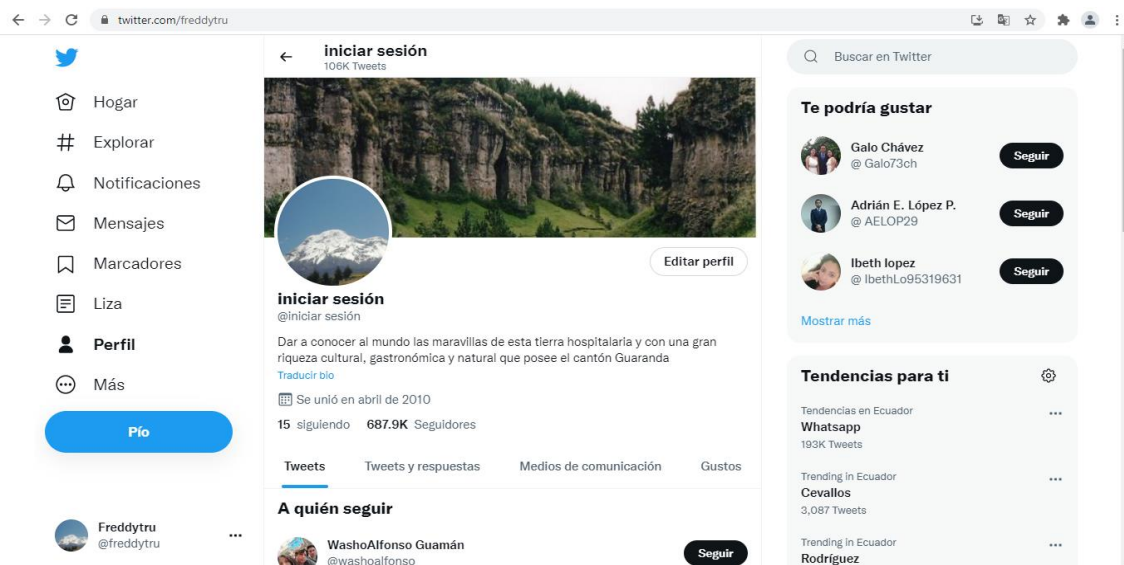 twitter.com/freddytru
Hogar
Explorar
Notificaciones
Mensajes
Marcadores
Liza
Perfil
Más
Pío
Freddytru
@freddytru
iniciar sesión
106K Tweets
Editar perfil
iniciar sesión
@iniciar sesión
Dar a conocer al mundo las maravillas de esta tierra hospitalaria y con una gran
riqueza cultural, gastronómica y natural que posee el cantón Guaranda
Traducir bio
Se unió en abril de 2010
15 siguiendo 687.9K Seguidores
Tweets Tweets y respuestas Medios de comunicación Gustos
A quién seguir
WashoAlfonso Guamán
@washoalfonso
Seguir
Buscar en Twitter
Te podría gustar
Galo Chávez
@ Galo73ch
Seguir
Adrián E. López P.
@ AELOP29
Seguir
Ibeth lopez
@ IbethLo95319631
Seguir
Mostrar más
Tendencias para ti
Tendencias en Ecuador
Whatsapp
193K Tweets
Trending in Ecuador
Cevallos
3,087 Tweets
Trending in Ecuador
Rodríguez